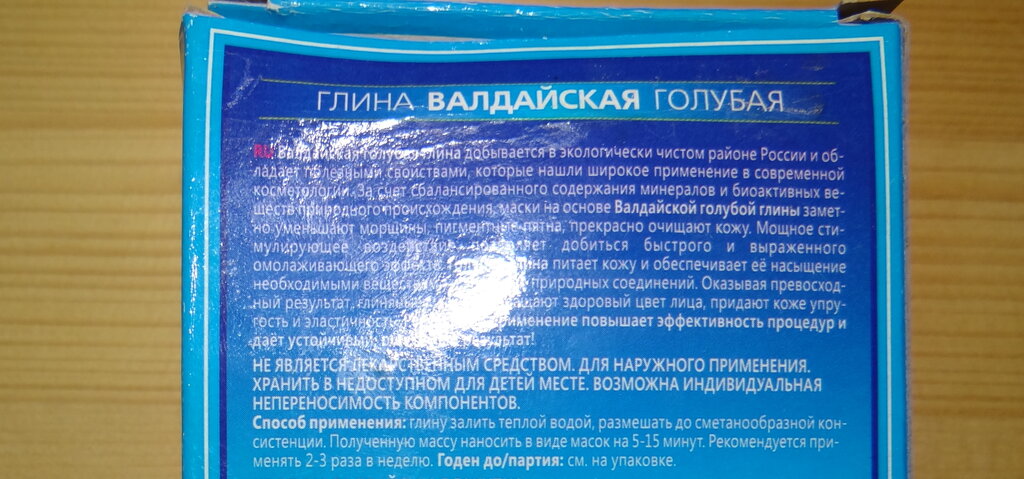 ГЛИНА ВАЛДАЙСКАЯ ГОЛУБАЯ
RU Валдайская голубая глина добывается в экологически чистом районе России и об-
ладает полезными свойствами, которые нашли широкое применение в современной
косметологии. За счет сбалансированного содержания минералов и биоактивных ве-
ществ природного происхождения, маски на основе Валдайской голубой глины замет-
но уменьшают морщины, пигментные пятна, прекрасно очищают кожу. Мощное сти-
мулирующее воздействие позволяет добиться быстрого и выраженного
омолаживающего эффекта. питает кожу и обеспечивает её насыщение
необходимыми природных соединений. Оказывая превосход-
ный результат, здоровый цвет лица, придают коже упру-
гость и эластичность. применение повышает эффективность процедур и
дает устойчивый результат!
НЕ ЯВЛЯЕТСЯ ЛЕКАРСТВЕННЫМ СРЕДСТВОМ. ДЛЯ НАРУЖНОГО ПРИМЕНЕНИЯ.
ХРАНИТЬ В НЕДОСТУПНОМ ДЛЯ ДЕТЕЙ МЕСТЕ. ВОЗМОЖНА ИНДИВИДУАЛЬНАЯ
НЕПЕРЕНОСИМОСТЬ КОМПОНЕНТОВ.
Способ применения: глину залить теплой водой, размешать до сметанообразной кон-
систенции. Полученную массу наносить в виде масок на 5-15 минут. Рекомендуется при-
менять 2-3 раза в неделю. Годен до/партия: см. на упаковке.